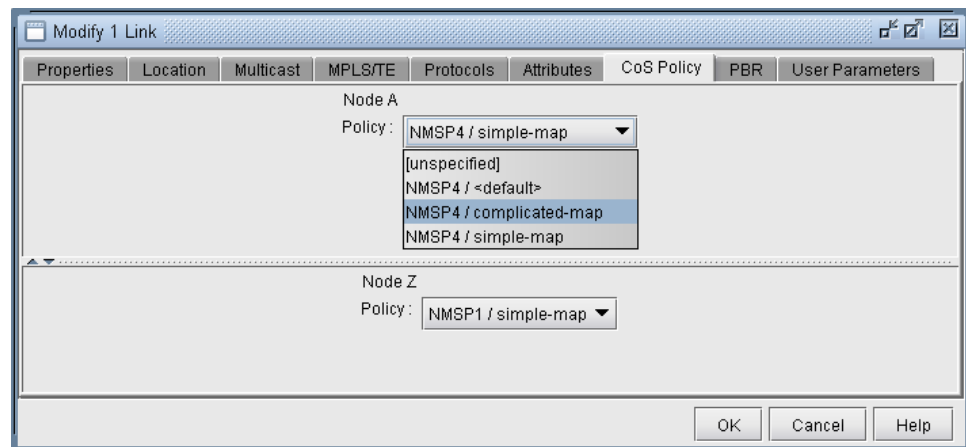 Modify 1 Link
Properties Location Multicast MPLS/TE Protocols Attributes CoS Policy PBR User Parameters
Node A
Policy : NMSP4 / simple-map
[unspecified]
NMSP4 / <default>
NMSP4 / complicated-map
NMSP4 / simple-map
Node Z
Policy : NMSP1 / simple-map
OK Cancel Help